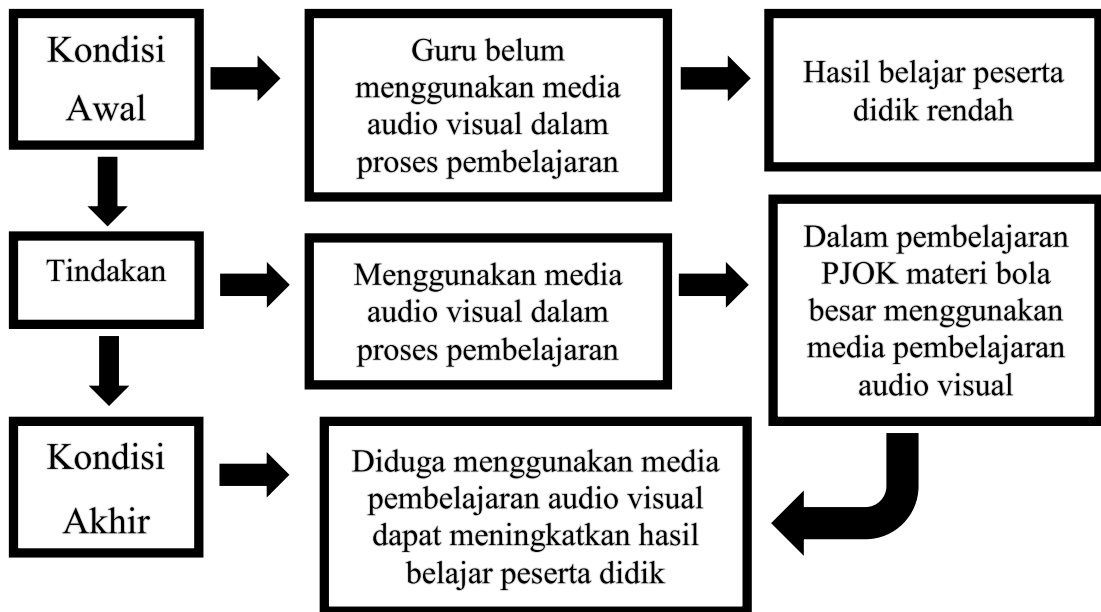 Kondisi
Awal
Guru belum
menggunakan media
audio visual dalam
proses pembelajaran
Hasil belajar peserta
didik rendah
Tindakan
Menggunakan media
audio visual dalam
proses pembelajaran
Dalam pembelajaran
PJOK materi bola
besar menggunakan
media pembelajaran
audio visual
Kondisi
Akhir
Diduga menggunakan media
pembelajaran audio visual
dapat meningkatkan hasil
belajar peserta didik